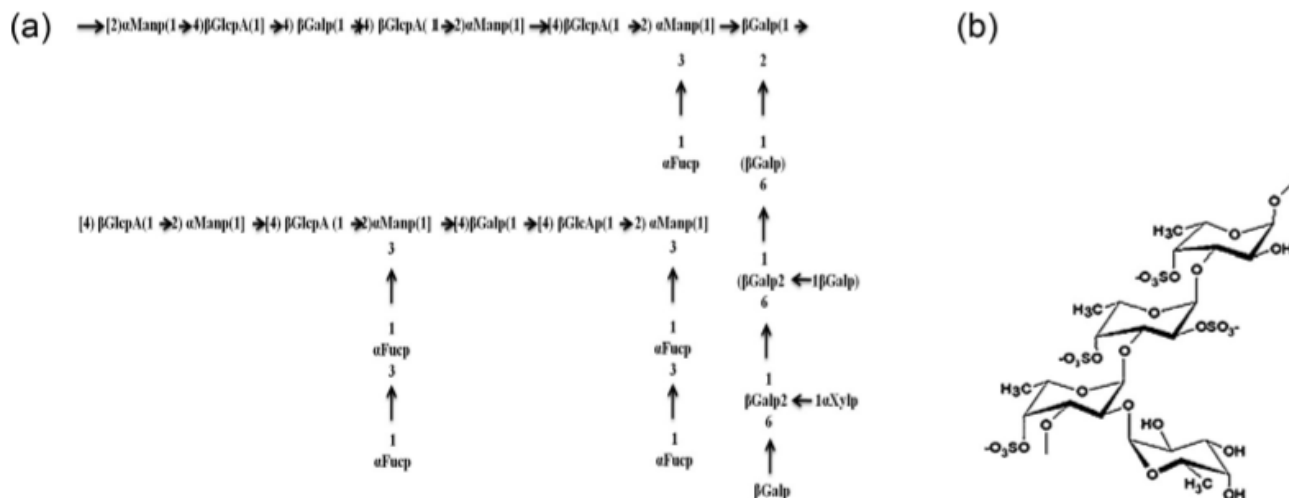 (a)
→[2)αManp(1→4)βGlcpA(1]→4) βGalp(1→[4) βGlcpA( 1→2)αManp(1]→[4)βGlcpA(1→2) αManp(1]→βGalp(1→
3 2
1 1
αFucp (βGalp)
6
[4) βGlcpA(1→2) αManp(1]→[4) βGlcpA (1→2)αManp(1]→[4)βGalp(1→[4) βGlcAp(1→2) αManp(1]
3 3 1
(βGalp2←1βGalp)
6
1 1
αFucp αFucp
3 3 1
βGalp2←1αXylp
6
1 1
αFucp αFucp
βGalp
(b)
O
H₃C O
OH
-O₃SO O
H₃C O
OSO₃-
-O₃SO O
H₃C O
O
-O₃SO O HO
OH
O
H₃C
OH